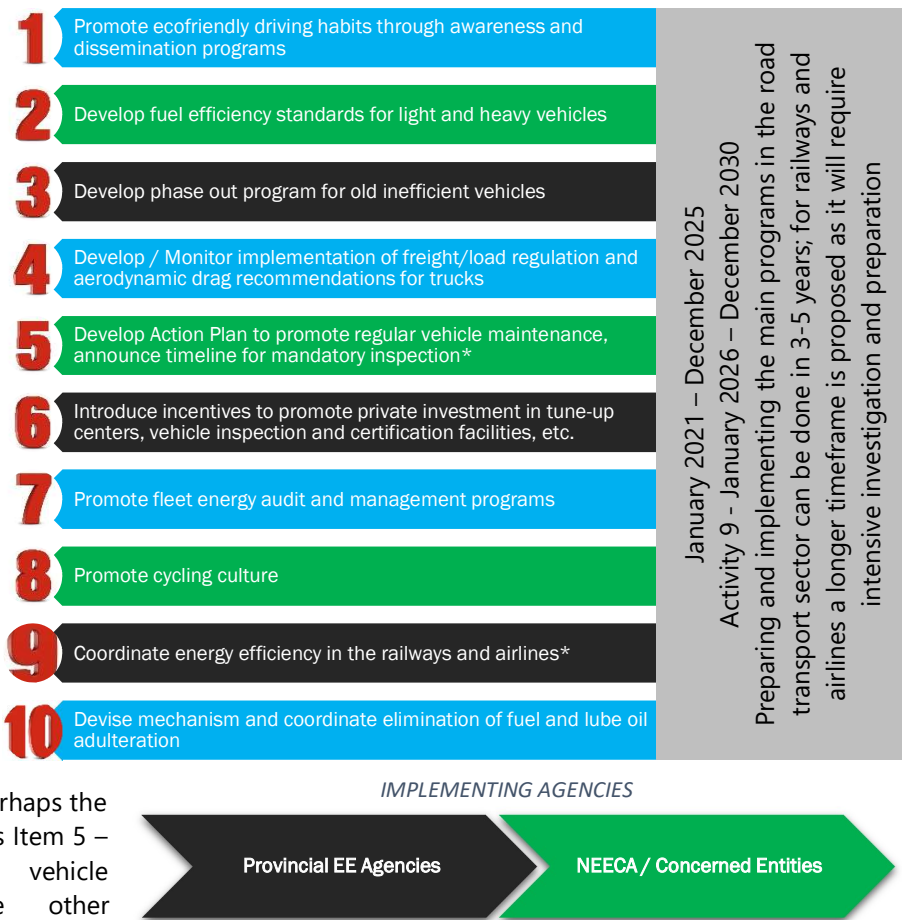 1
Promote ecofriendly driving habits through awareness and
dissemination programs
2
Develop fuel efficiency standards for light and heavy vehicles
3
Develop phase out program for old inefficient vehicles
4
Develop / Monitor implementation of freight/load regulation and
aerodynamic drag recommendations for trucks
5
Develop Action Plan to promote regular vehicle maintenance,
announce timeline for mandatory inspection*
6
Introduce incentives to promote private investment in tune-up
centers, vehicle inspection and certification facilities, etc.
7
Promote fleet energy audit and management programs
8
Promote cycling culture
9
Coordinate energy efficiency in the railways and airlines*
10
Devise mechanism and coordinate elimination of fuel and lube oil
adulteration
January 2021 – December 2025
Activity 9 - January 2026 – December 2030
Preparing and implementing the main programs in the road
transport sector can be done in 3-5 years; for railways and
airlines a longer timeframe is proposed as it will require
intensive investigation and preparation
IMPLEMENTING AGENCIES
Provincial EE Agencies
NEECA / Concerned Entities
the
Item 5 –
vehicle
other